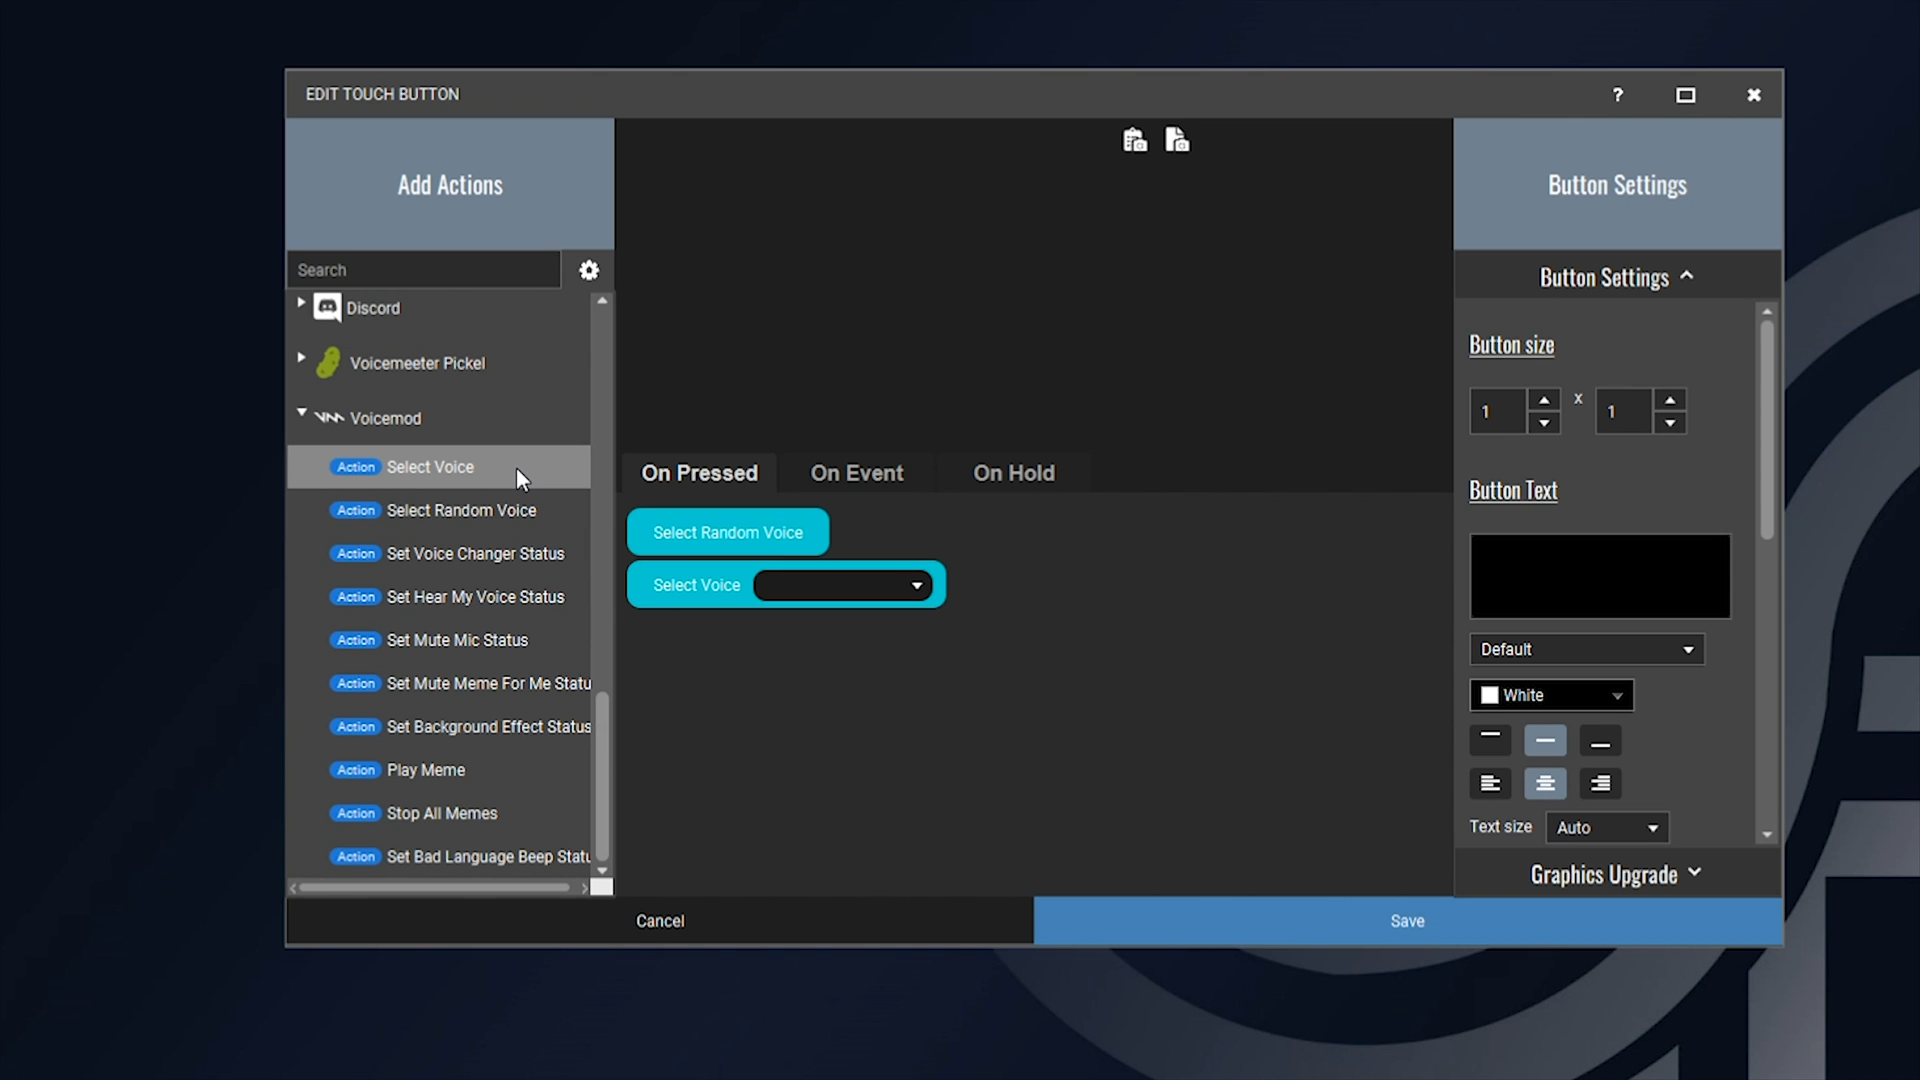 EDIT TOUCH BUTTON
?
Add Actions
Button Settings
Search
Discord
Voicemeeter Pickel
Voicemod
Action Select Voice
Action Select Random Voice
Action Set Voice Changer Status
Action Set Hear My Voice Status
Action Set Mute Mic Status
Action Set Mute Meme For Me Statu
Action Set Background Effect Status
Action Play Meme
Action Stop All Memes
Action Set Bad Language Beep Statu
On Pressed
On Event
On Hold
Select Random Voice
Select Voice
Button Settings
Button size
1 x 1
Button Text
Default
White
Text size Auto
Graphics Upgrade
Cancel
Save